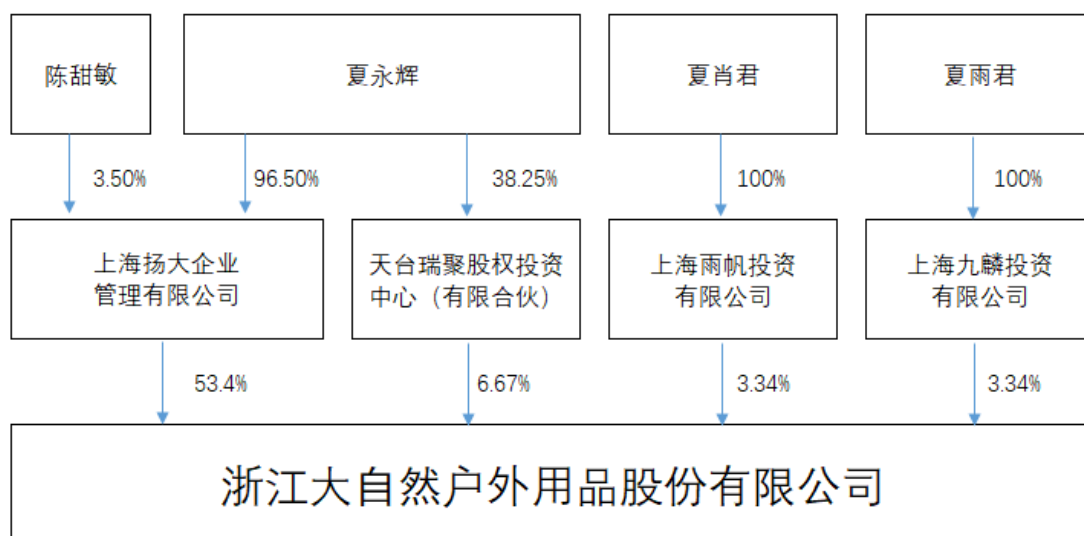 陈甜敏
夏永辉
夏肖君
夏雨君
3.50%
96.50%
38.25%
100%
100%
上海扬大企业
管理有限公司
天台瑞聚股权投资
中心（有限合伙）
上海雨帆投资
有限公司
上海九麟投资
有限公司
53.4%
6.67%
3.34%
3.34%
浙江大自然户外用品股份有限公司